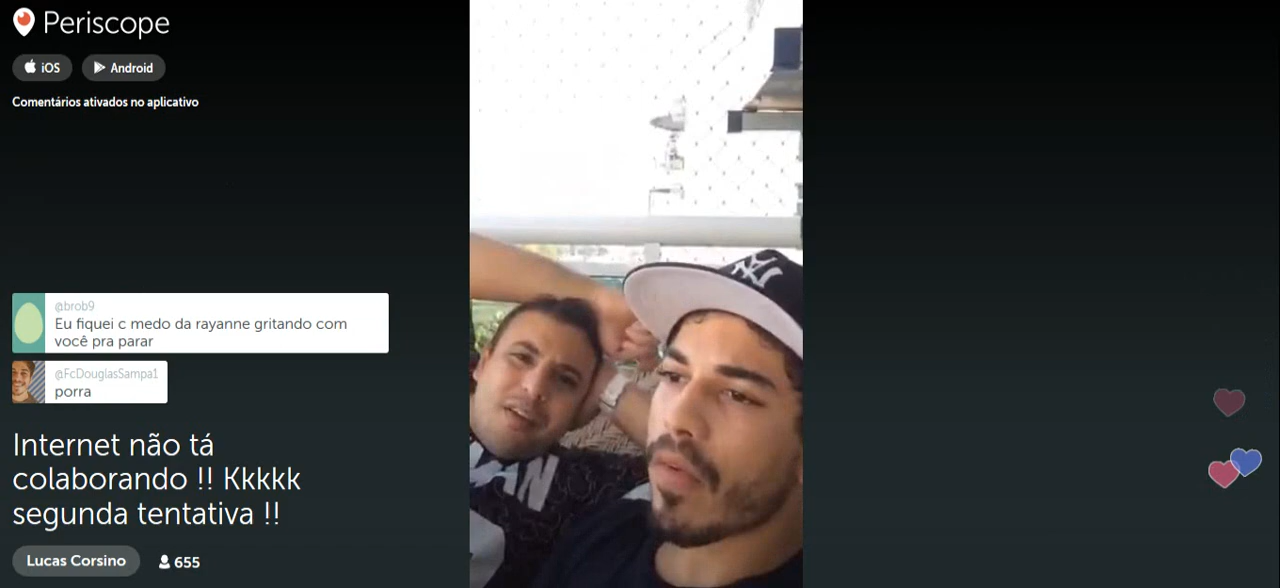 Periscope
iOS
Android
Comentários ativados no aplicativo
@brob9
Eu fiquei c medo da rayanne gritando com
você pra parar
@FcDouglasSampa1
porra
Internet não tá
colaborando !! Kkkkk
segunda tentativa !!
Lucas Corsino
655
NY